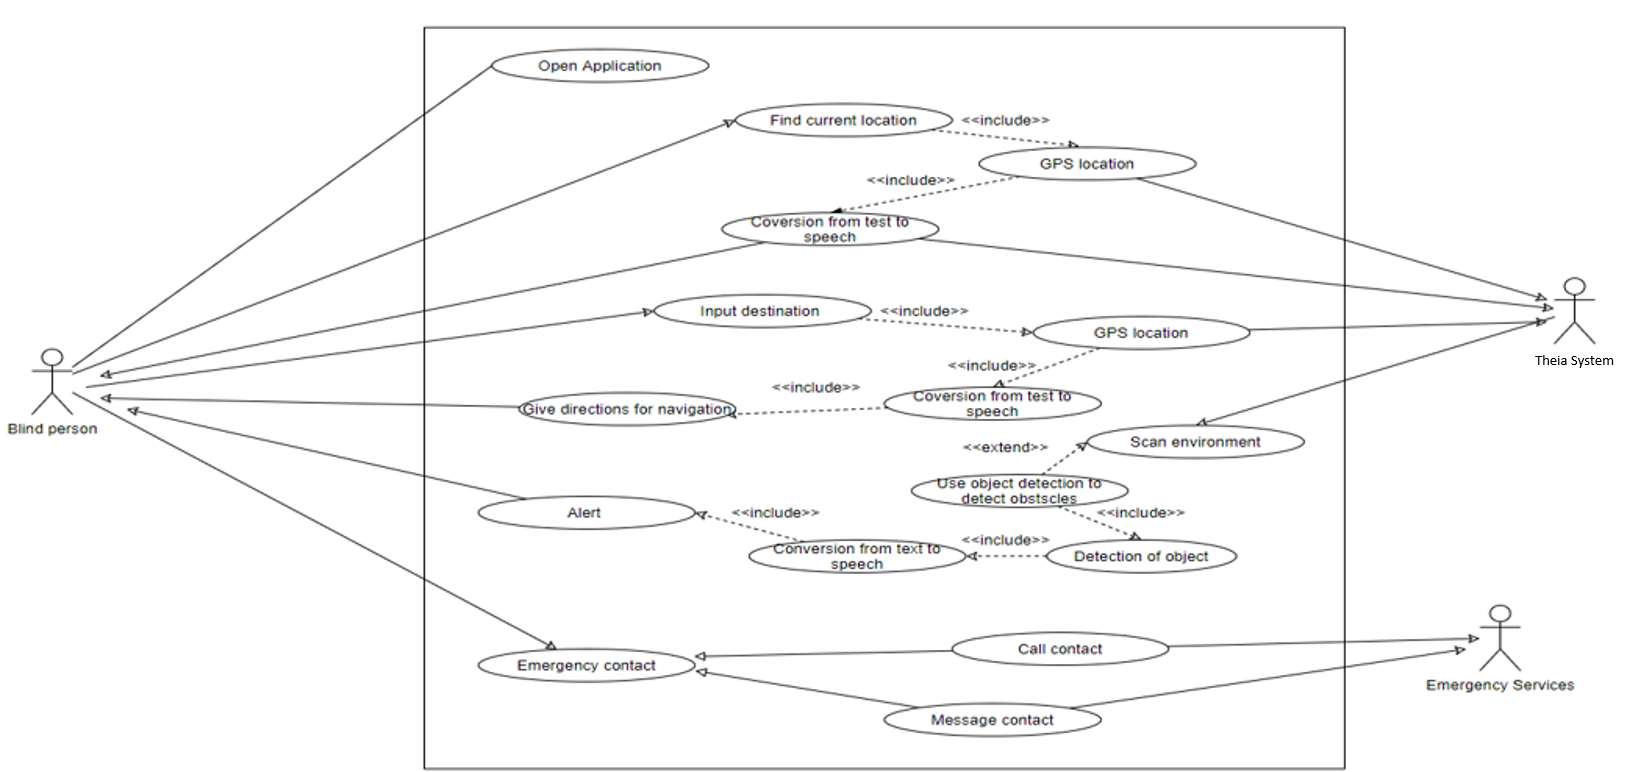 Open Application
Find current location
<<include>>
GPS location
<<include>>
Coversion from test to
speech
Input destination
<<include>>
GPS location
Theia System
<<include>>
<<include>>
Coversion from test to
speech
Give directions for navigation
Blind person
Scan environment
<<extend>>
Use object detection to
detect obstscles
Alert
<<include>>
<<include>>
<<include>>
Conversion from text to
speech
Detection of object
Call contact
Emergency contact
Emergency Services
Message contact